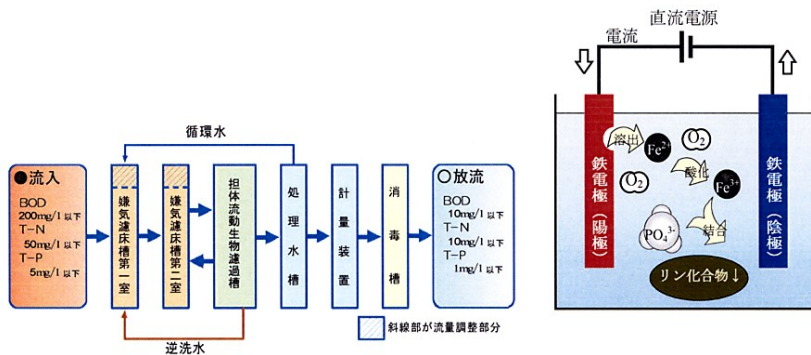 循環水
●流入
BOD
200mg/l 以下
T-N
50mg/l 以下
T-P
5mg/l 以下
嫌気濾床槽第一室
嫌気濾床槽第二室
担体流動生物濾過槽
処理水槽
計量装置
消毒槽
○放流
BOD
10mg/l 以下
T-N
10mg/l 以下
T-P
1mg/l 以下
逆洗水
斜線部が流量調整部分
直流電源
電流
鉄電極(陽極)
溶出
Fe2+
O2
酸化
O2
Fe3+
PO43-
結合
リン化合物↓
鉄電極(陰極)